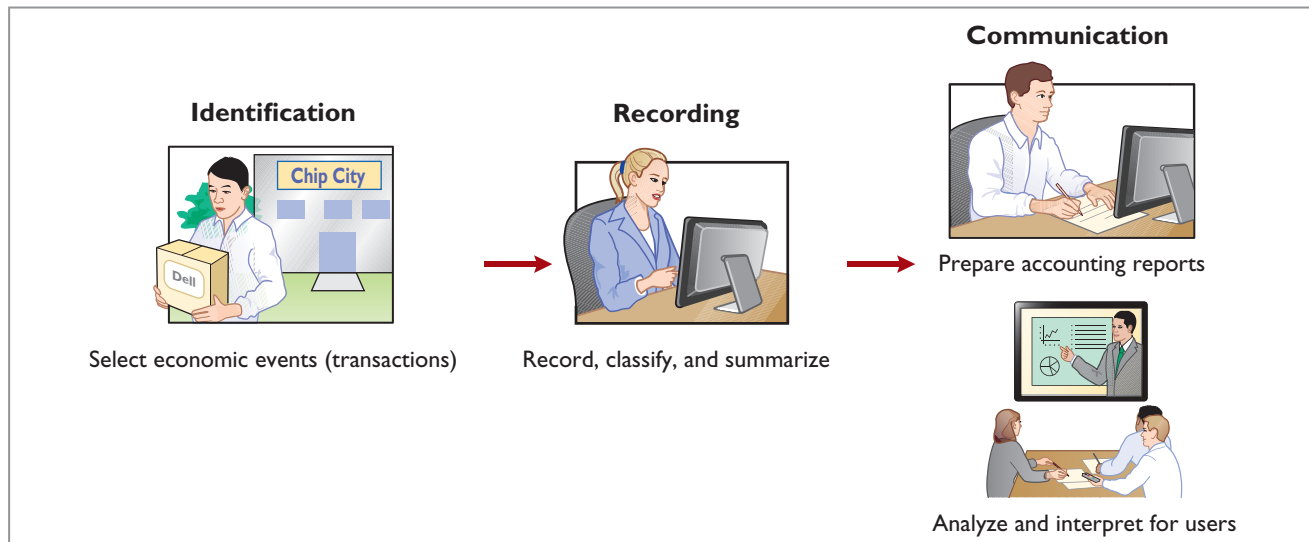 Identification
Chip City
Dell
Select economic events (transactions)
Recording
Record, classify, and summarize
Communication
Prepare accounting reports
Analyze and interpret for users